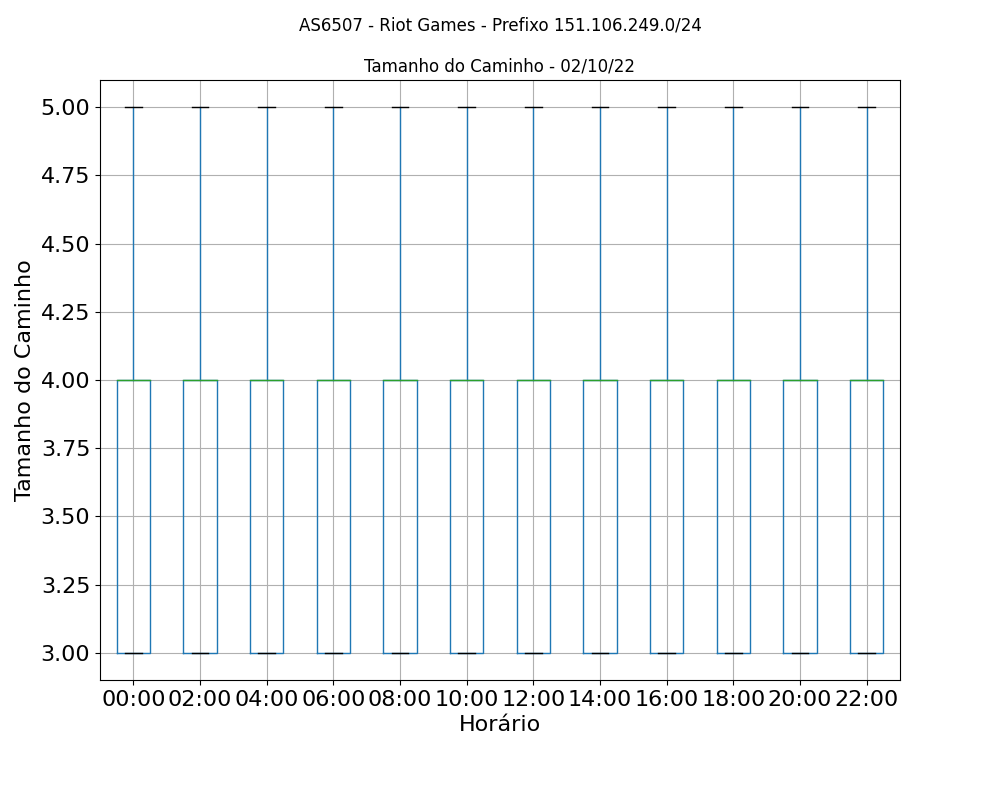 AS6507 - Riot Games - Prefixo 151.106.249.0/24
Tamanho do Caminho - 02/10/22
5.00
4.75
4.50
4.25
4.00
3.75
3.50
3.25
3.00
Tamanho do Caminho
00:00 02:00 04:00 06:00 08:00 10:00 12:00 14:00 16:00 18:00 20:00 22:00
Horário